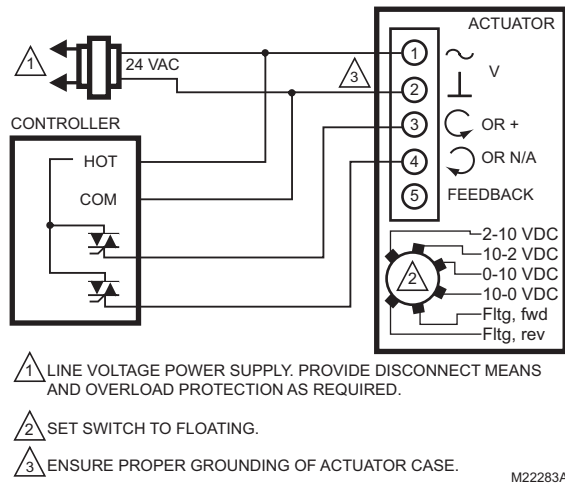 ACTUATOR
1
24 VAC
3
1
V
2
CONTROLLER
3 OR +
HOT
4 OR N/A
COM
5 FEEDBACK
2-10 VDC
10-2 VDC
2
0-10 VDC
10-0 VDC
Fltg, fwd
Fltg, rev
1 LINE VOLTAGE POWER SUPPLY. PROVIDE DISCONNECT MEANS
AND OVERLOAD PROTECTION AS REQUIRED.
2 SET SWITCH TO FLOATING.
3 ENSURE PROPER GROUNDING OF ACTUATOR CASE.
M22283A